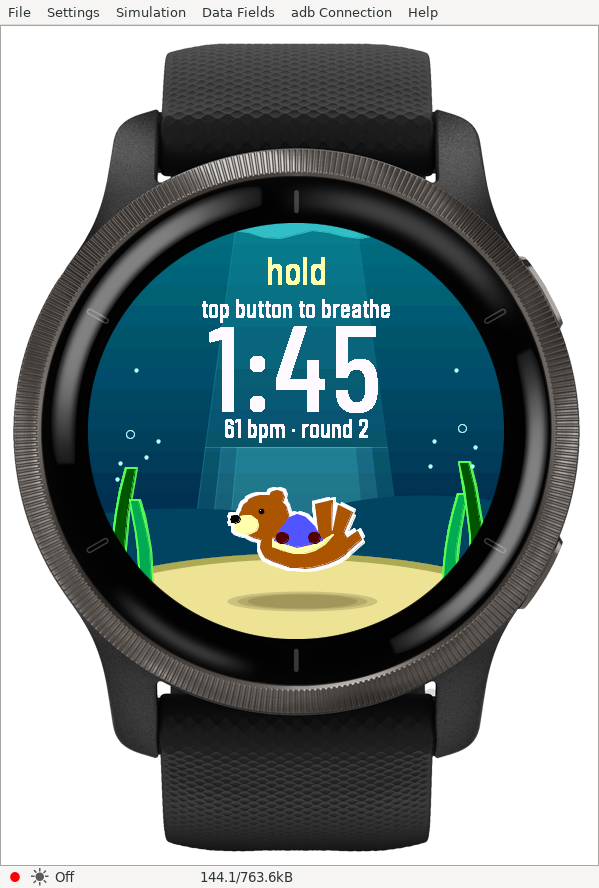 File Settings Simulation Data Fields adb Connection Help
hold
top button to breathe
1:45
61 bpm · round 2
Off 144.1/763.6kB